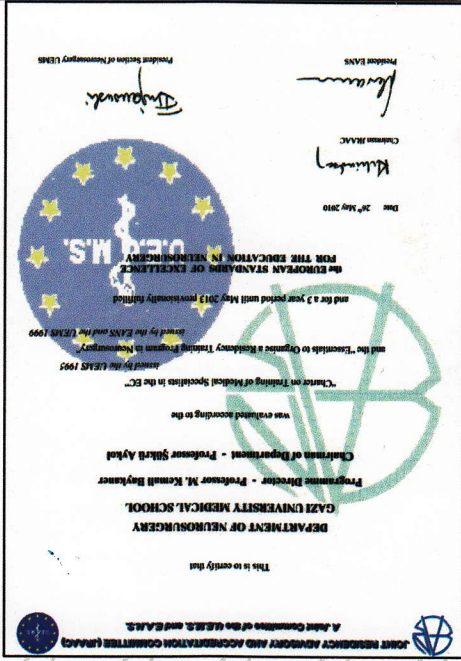 JOINT RESIDENCY ADVISORY AND ACCREDITATION COMMITTEE (JRAAC)
A Joint Committee of the U.E.M.S. and E.A.N.S.
This is to certify that
DEPARTMENT OF NEUROSURGERY
GAZI UNIVERSITY MEDICAL SCHOOL
Programme Director - Professor M. Kemali Baykaner
Chairman of Department - Professor Şükrü Aykol
was evaluated according to the
"Charter on Training of Medical Specialists in the EC"
issued by the UEMS 1995
and the "Essentials to Organise a Residency Training Program in Neurosurgery"
issued by the EANS and the UEMS 1999
and for a 3 year period until May 2013 provisionally fulfilled
the EUROPEAN STANDARDS OF EXCELLENCE
FOR THE EDUCATION IN NEUROSURGERY
U.E.M.S.
Date 26th May 2010
Chairman JRAAC
President EANS
President of Section of Neurosurgery UEMS